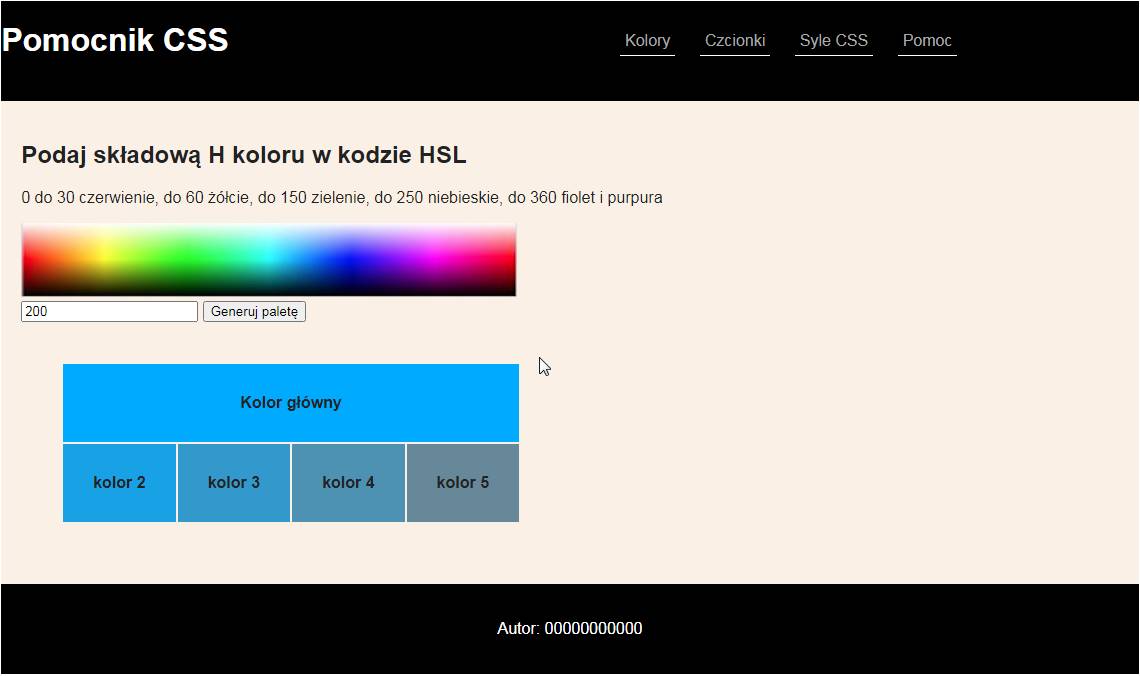 Pomocnik CSS
Kolory Czcionki Syle CSS Pomoc
Podaj składową H koloru w kodzie HSL
0 do 30 czerwienie, do 60 żółcie, do 150 zielenie, do 250 niebieskie, do 360 fiolet i purpura
200 Generuj paletę
Kolor główny
kolor 2 kolor 3 kolor 4 kolor 5
Autor: 00000000000